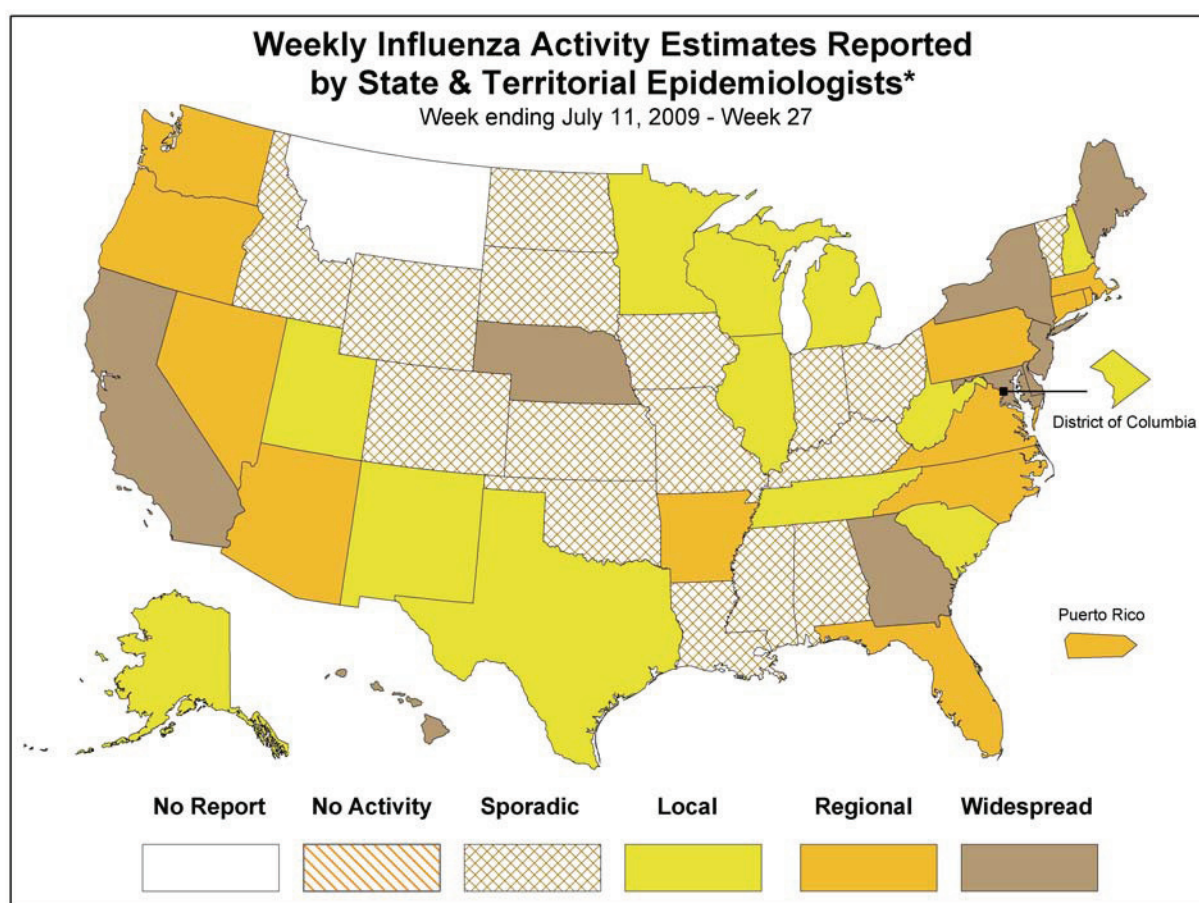 Weekly Influenza Activity Estimates Reported
by State & Territorial Epidemiologists*
Week ending July 11, 2009 - Week 27
District of Columbia
Puerto Rico
No Report No Activity Sporadic Local Regional Widespread